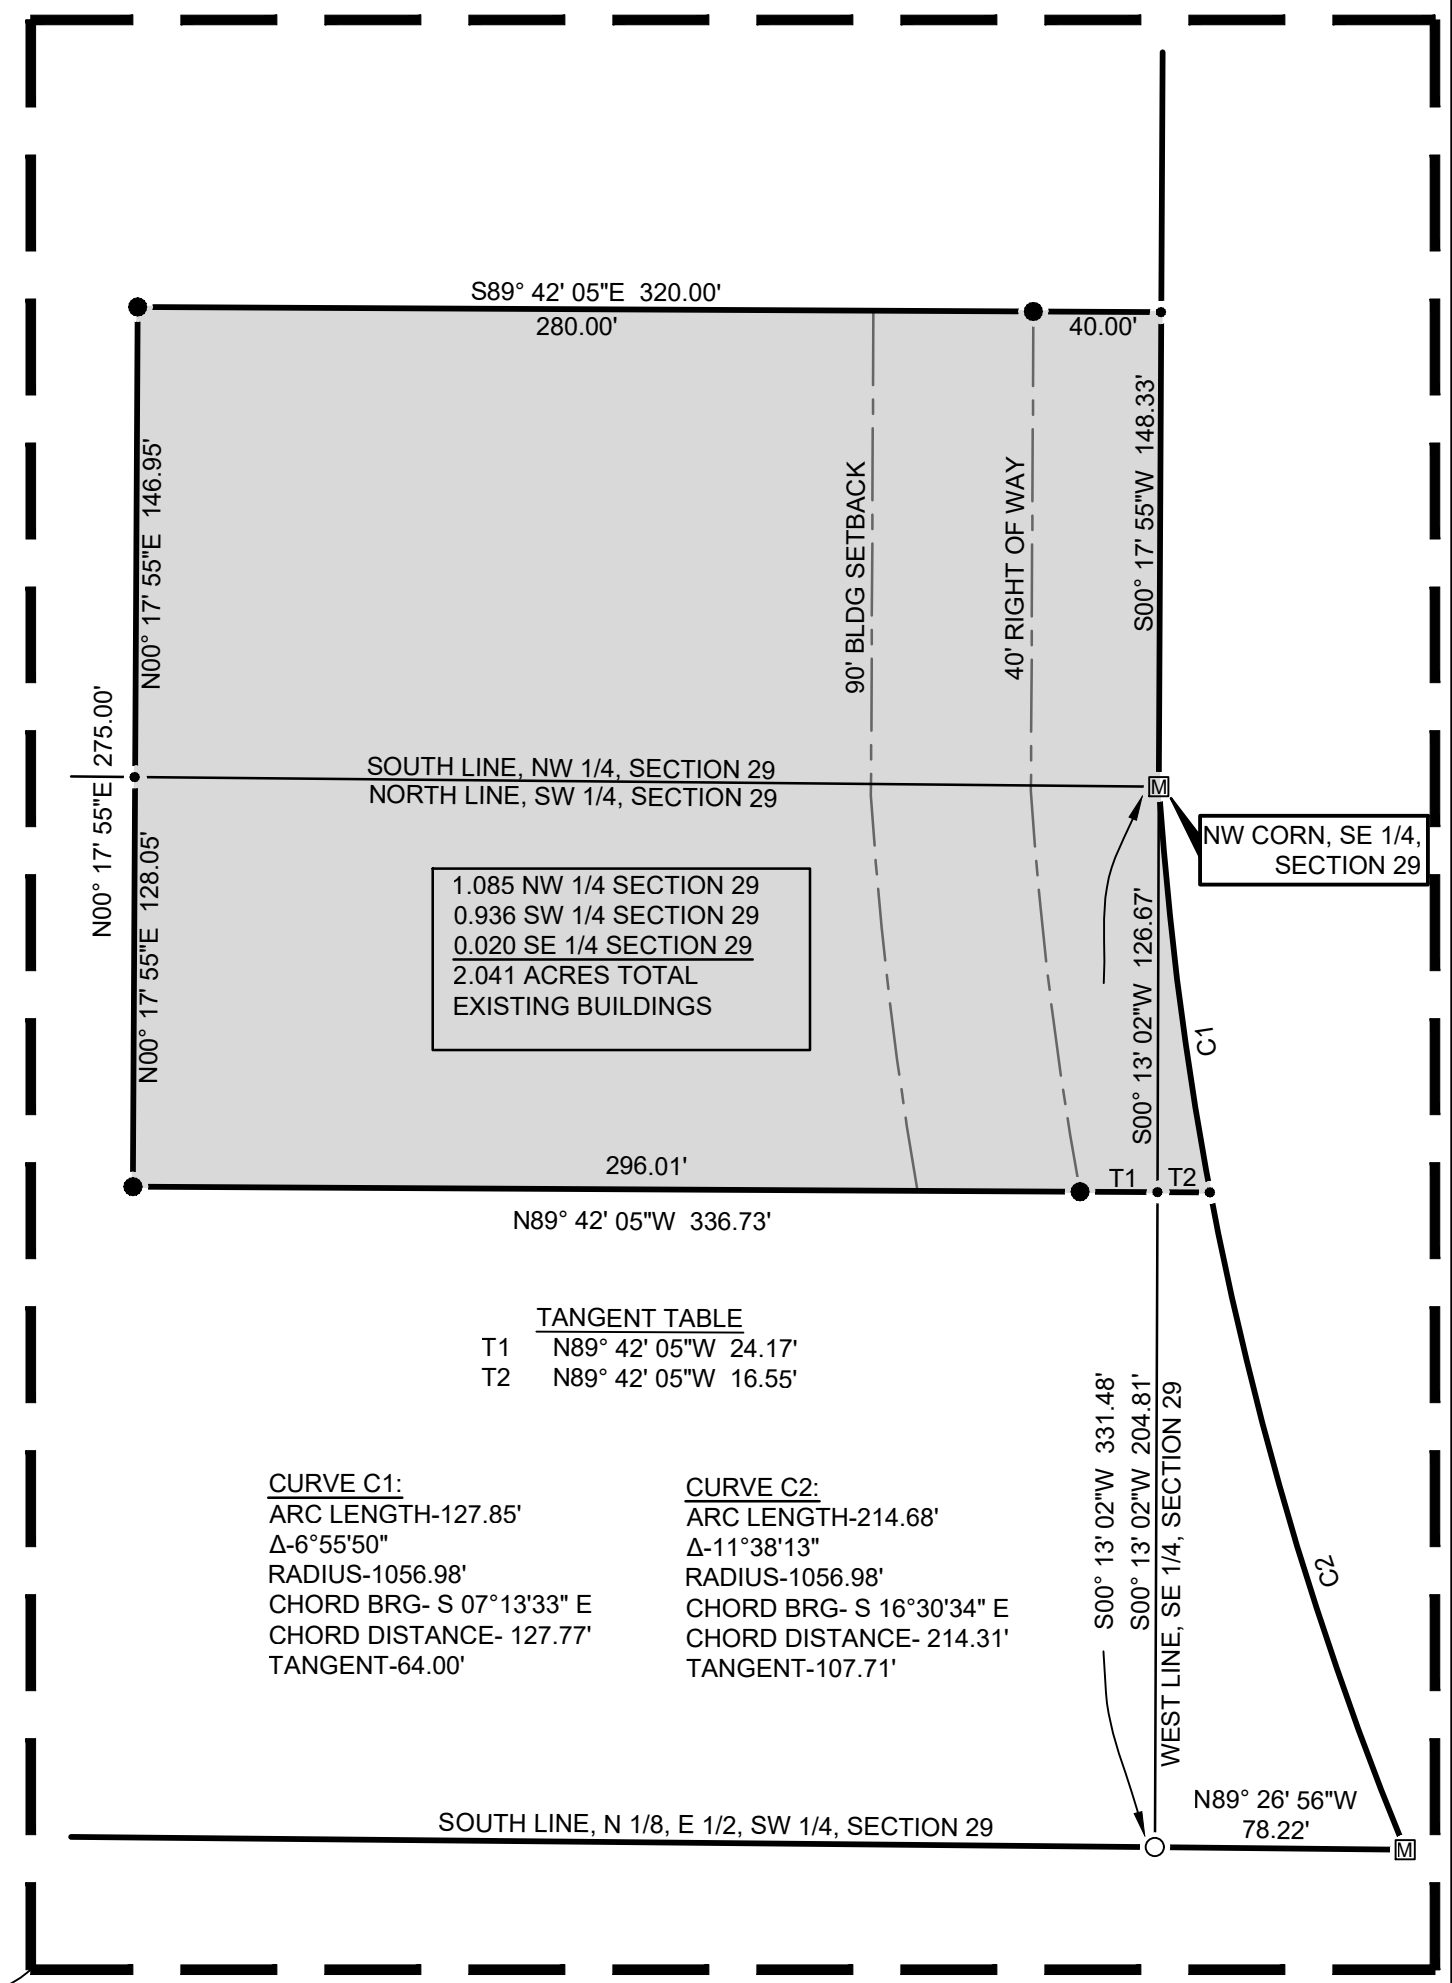 S89° 42' 05"E  320.00'
280.00'
40.00'
N00° 17' 55"E  146.95'
S00° 17' 55"W  148.33'
90' BLDG SETBACK
40' RIGHT OF WAY
N00° 17' 55"E  275.00'
SOUTH LINE, NW 1/4, SECTION 29
NORTH LINE, SW 1/4, SECTION 29
M
NW CORN, SE 1/4,
SECTION 29
N00° 17' 55"E  128.05'
1.085 NW 1/4 SECTION 29
0.936 SW 1/4 SECTION 29
0.020 SE 1/4 SECTION 29
2.041 ACRES TOTAL
EXISTING BUILDINGS
S00° 13' 02"W  126.67'
C1
296.01'
T1
T2
N89° 42' 05"W  336.73'
TANGENT TABLE
T1 N89° 42' 05"W  24.17'
T2 N89° 42' 05"W  16.55'
S00° 13' 02"W  331.48'
S00° 13' 02"W  204.81'
WEST LINE, SE 1/4, SECTION 29
CURVE C1:
ARC LENGTH-127.85'
Δ-6°55'50"
RADIUS-1056.98'
CHORD BRG- S 07°13'33" E
CHORD DISTANCE- 127.77'
TANGENT-64.00'
CURVE C2:
ARC LENGTH-214.68'
Δ-11°38'13"
RADIUS-1056.98'
CHORD BRG- S 16°30'34" E
CHORD DISTANCE- 214.31'
TANGENT-107.71'
C2
N89° 26' 56"W
78.22'
SOUTH LINE, N 1/8, E 1/2, SW 1/4, SECTION 29
M